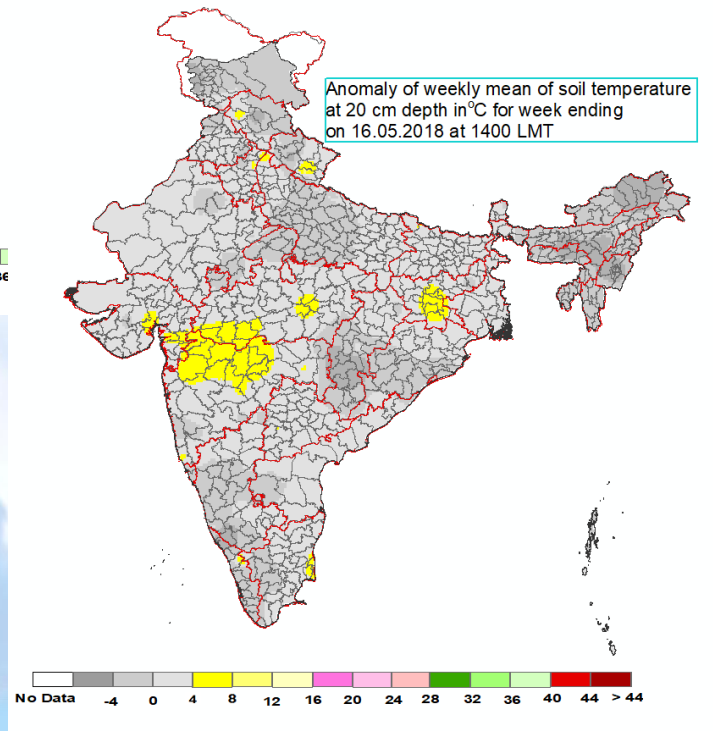 Anomaly of weekly mean of soil temperature
at 20 cm depth in°C for week ending
on 16.05.2018 at 1400 LMT
No Data -4 0 4 8 12 16 20 24 28 32 36 40 44 > 44